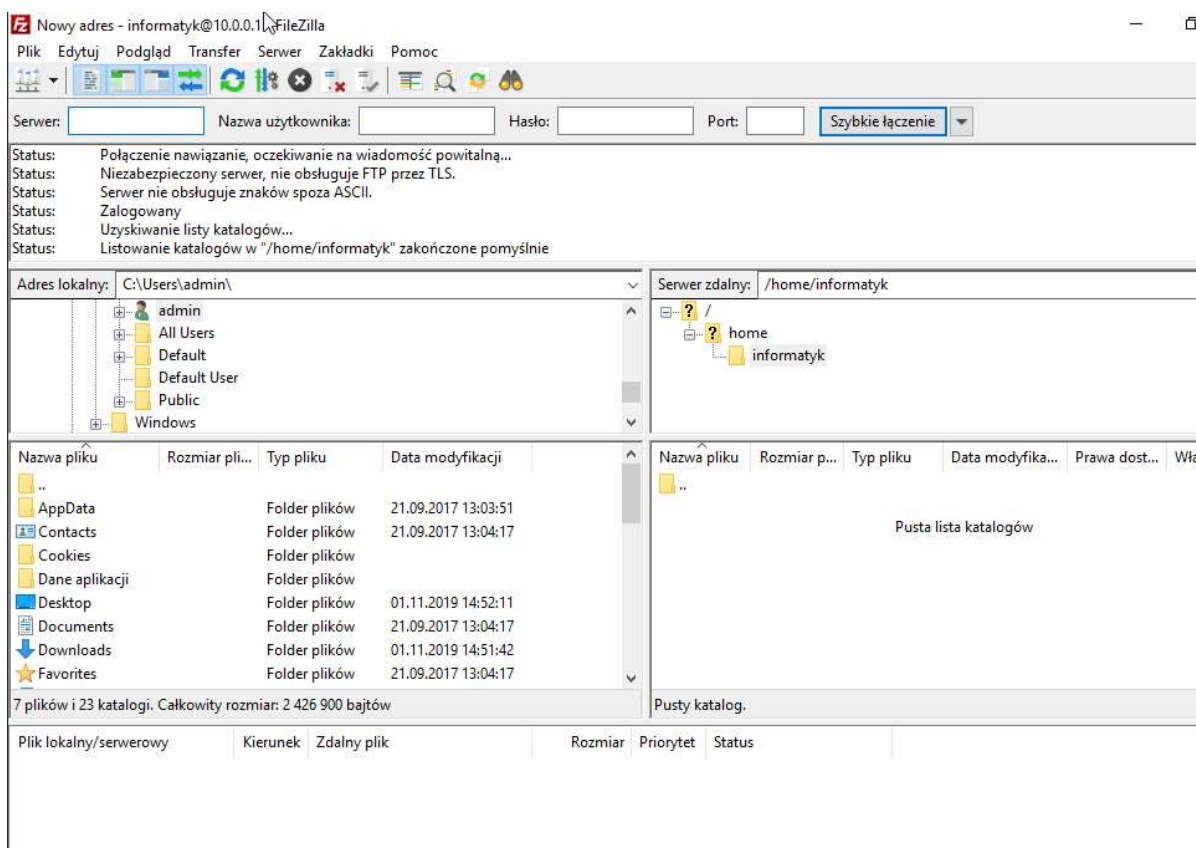 Nowy adres - informatyk@10.0.0.1 - FileZilla
Plik Edytuj Podgląd Transfer Serwer Zakładki Pomoc
Serwer: Nazwa użytkownika: Hasło: Port: Szybkie łączenie
Status: Połączenie nawiązanie, oczekiwanie na wiadomość powitalną...
Status: Niezabezpieczony serwer, nie obsługuje FTP przez TLS.
Status: Serwer nie obsługuje znaków spoza ASCII.
Status: Zalogowany
Status: Uzyskiwanie listy katalogów...
Status: Listowanie katalogów w "/home/informatyk" zakończone pomyślnie
Adres lokalny: C:\Users\admin\
admin
All Users
Default
Default User
Public
Windows
Serwer zdalny: /home/informatyk
/
home
informatyk
Nazwa pliku Rozmiar pli... Typ pliku Data modyfikacji
..
AppData Folder plików 21.09.2017 13:03:51
Contacts Folder plików 21.09.2017 13:04:17
Cookies Folder plików
Dane aplikacji Folder plików
Desktop Folder plików 01.11.2019 14:52:11
Documents Folder plików 21.09.2017 13:04:17
Downloads Folder plików 01.11.2019 14:51:42
Favorites Folder plików 21.09.2017 13:04:17
7 plików i 23 katalogi. Całkowity rozmiar: 2 426 900 bajtów
Nazwa pliku Rozmiar p... Typ pliku Data modyfika... Prawa dost... Wła
..
Pusta lista katalogów
Pusty katalog.
Plik lokalny/serwerowy Kierunek Zdalny plik Rozmiar Priorytet Status